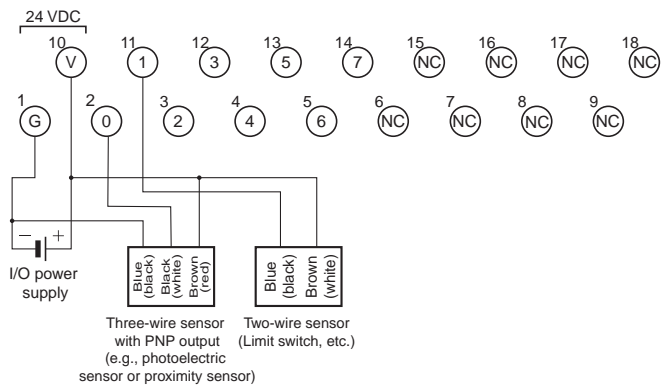 24 VDC
10 11 12 13 14 15 16 17 18
V 1 3 5 7 NC NC NC NC
1 2 3 4 5 6 7 8 9
G 0 2 4 6 NC NC NC NC
− +
I/O power
supply
Blue
(black)
Black
(white)
Brown
(red)
Blue
(black)
Brown
(white)
Three-wire sensor
with PNP output
(e.g., photoelectric
sensor or proximity sensor)
Two-wire sensor
(Limit switch, etc.)